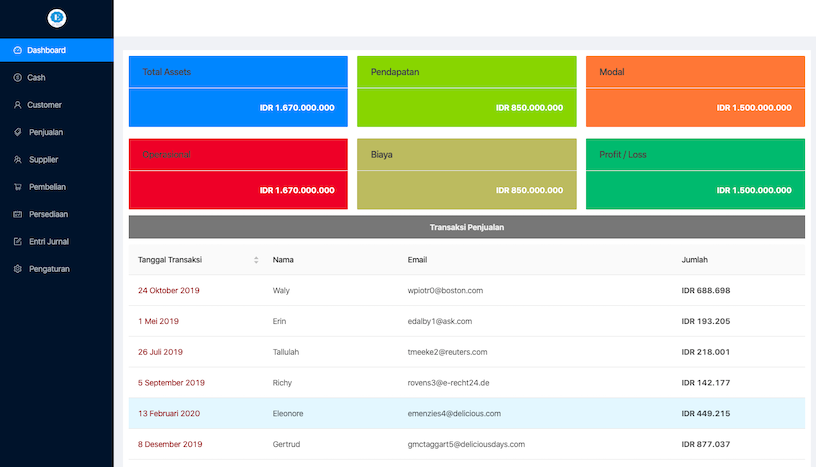 E
Dashboard
Cash
Customer
Penjualan
Supplier
Pembelian
Persediaan
Entri Jurnal
Pengaturan
Total Assets
IDR 1.670.000.000
Pendapatan
IDR 850.000.000
Modal
IDR 1.500.000.000
IDR 1.670.000.000
Biaya
IDR 850.000.000
Profit / Loss
IDR 1.500.000.000
Transaksi Penjualan
Tanggal Transaksi Nama Email Jumlah
24 Oktober 2019 Waly wpiotr0@boston.com IDR 688.698
1 Mei 2019 Erin edalby1@ask.com IDR 193.205
26 Juli 2019 Tallulah tmeeke2@reuters.com IDR 218.001
5 September 2019 Richy rovens3@e-recht24.de IDR 142.177
13 Februari 2020 Eleonore emenzies4@delicious.com IDR 449.215
8 Desember 2019 Gertrud gmctaggart5@deliciousdays.com IDR 877.037